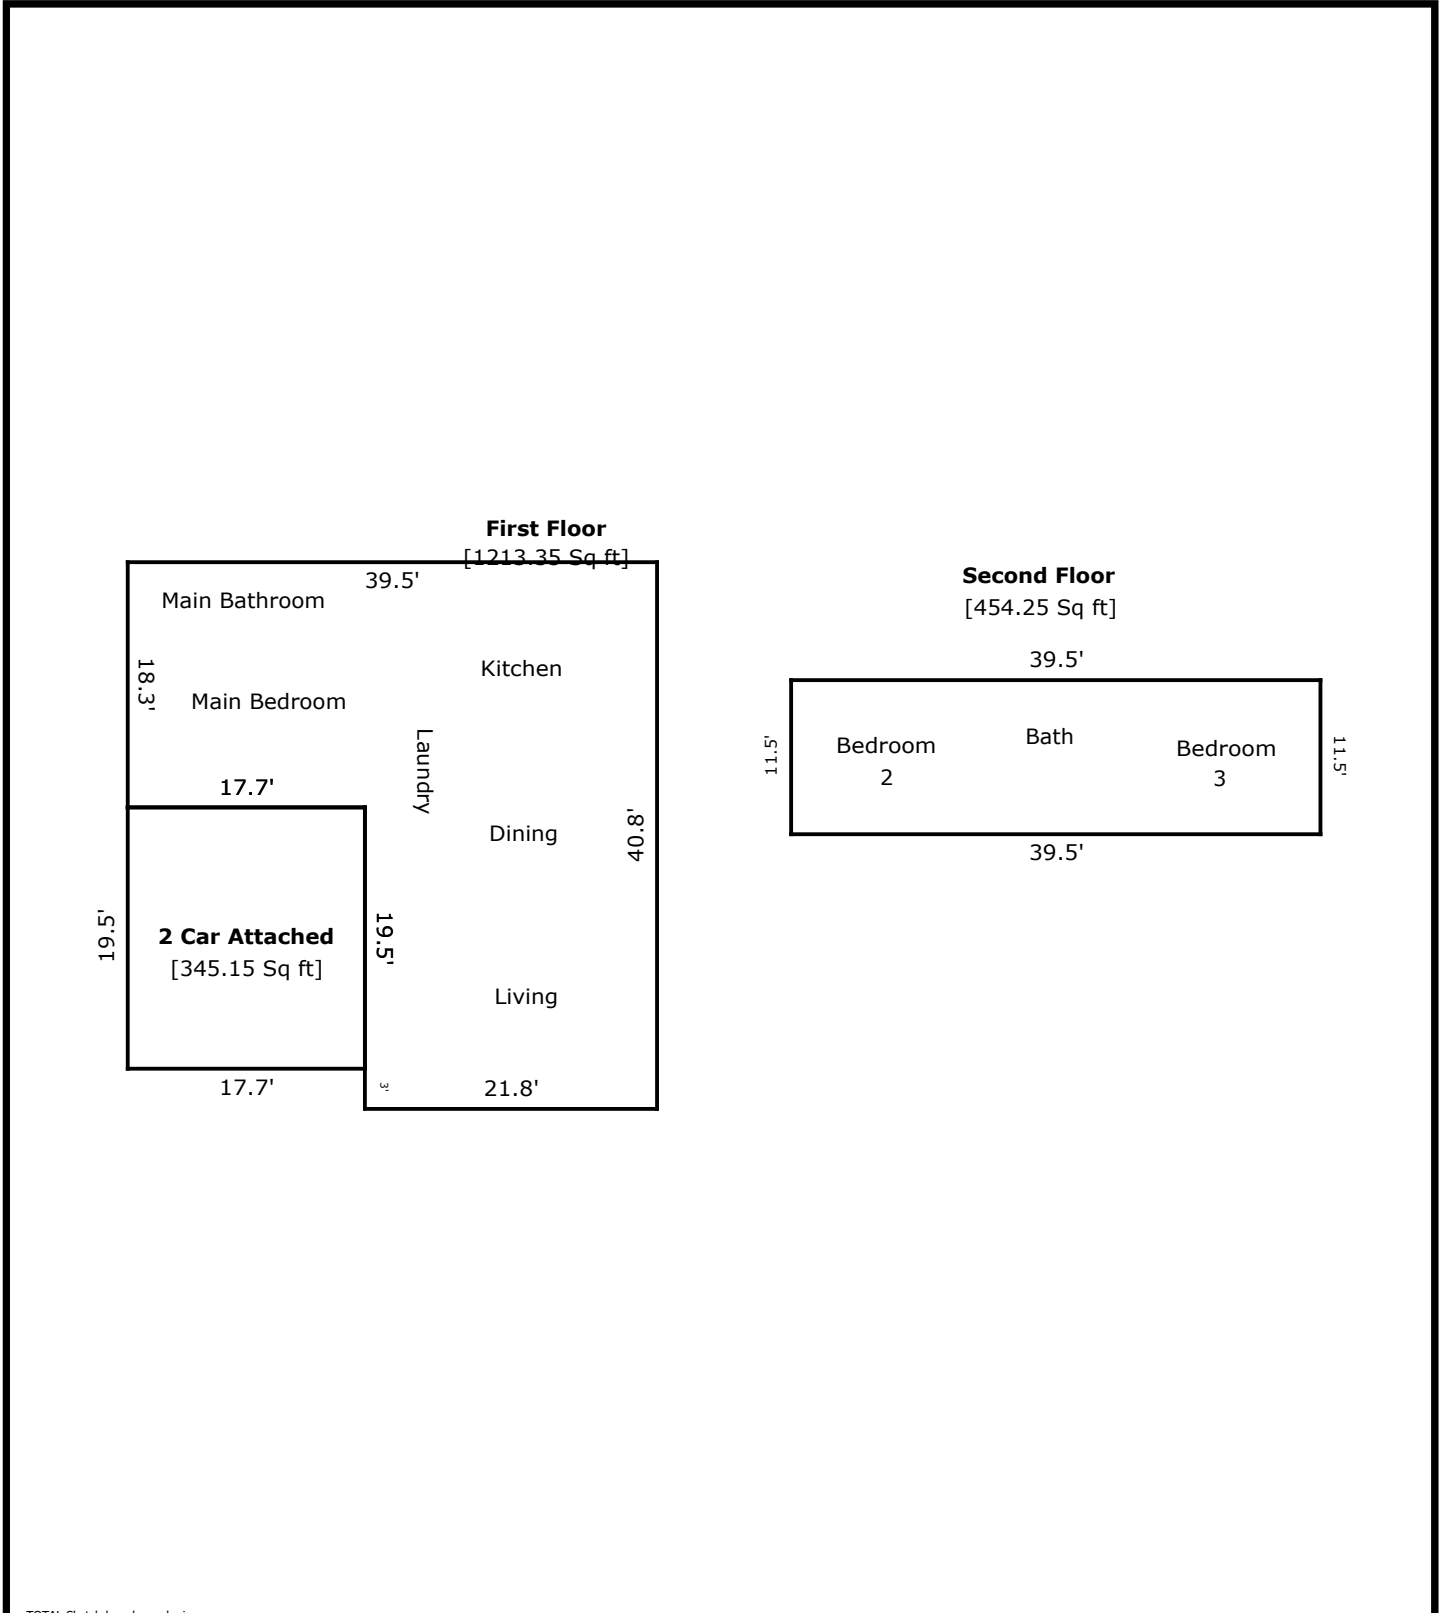 First Floor
[1213.35 Sq ft]
39.5'
Main Bathroom
18.3'
Kitchen
Main Bedroom
Laundry
17.7'
Dining
40.8'
19.5'
2 Car Attached
[345.15 Sq ft]
19.5'
Living
17.7'
3'
21.8'
Second Floor
[454.25 Sq ft]
39.5'
11.5'
Bedroom
2
Bath
Bedroom
3
11.5'
39.5'